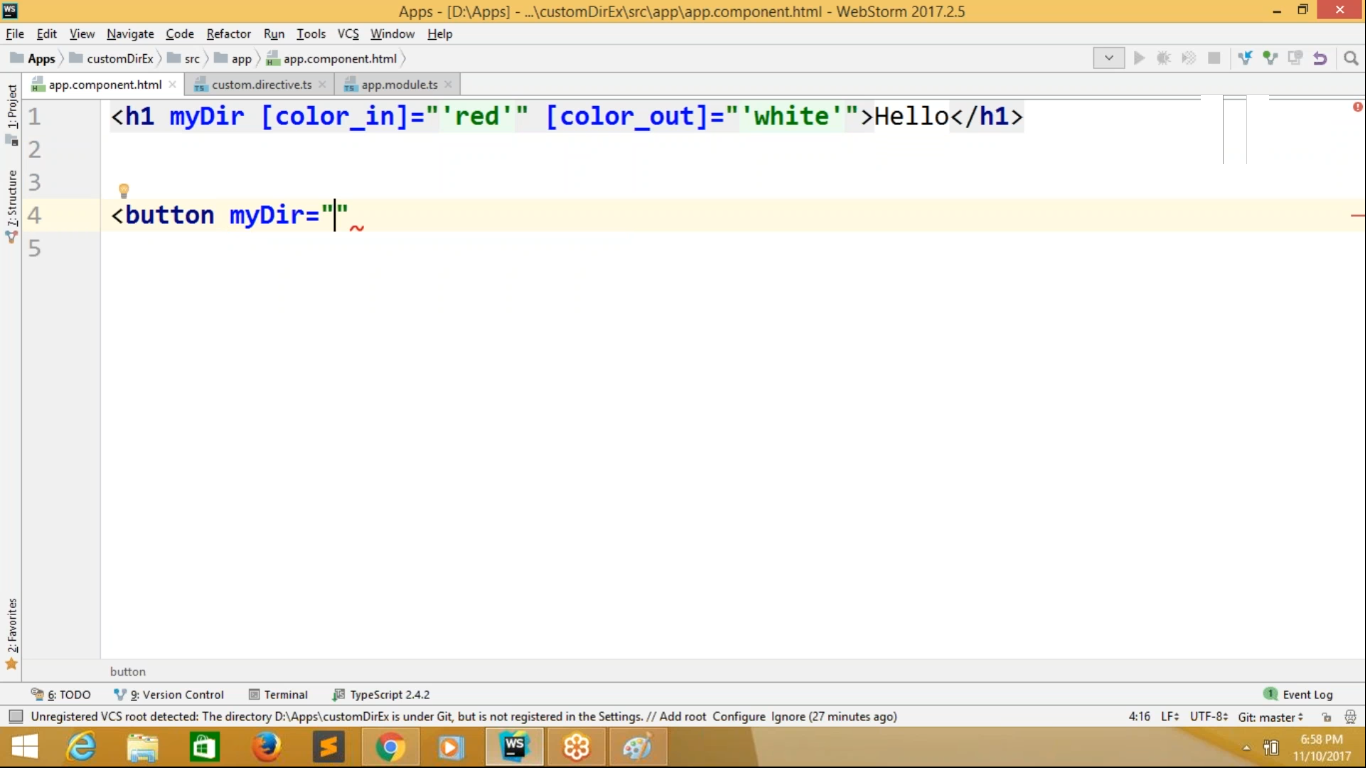 WS Apps - [D:\Apps] - ...\customDirEx\src\app\app.component.html - WebStorm 2017.2.5
File Edit View Navigate Code Refactor Run Tools VCS Window Help
Apps customDirEx src app app.component.html
app.component.html custom.directive.ts app.module.ts
1: Project
7: Structure
2: Favorites
1 <h1 myDir [color_in]="'red'" [color_out]="'white'">Hello</h1>
2
3
4 <button myDir=""
5
button
6: TODO 9: Version Control Terminal TypeScript 2.4.2 1 Event Log
Unregistered VCS root detected: The directory D:\Apps\customDirEx is under Git, but is not registered in the Settings. // Add root Configure Ignore (27 minutes ago) 4:16 LF UTF-8 Git: master
WS 6:58 PM
11/10/2017